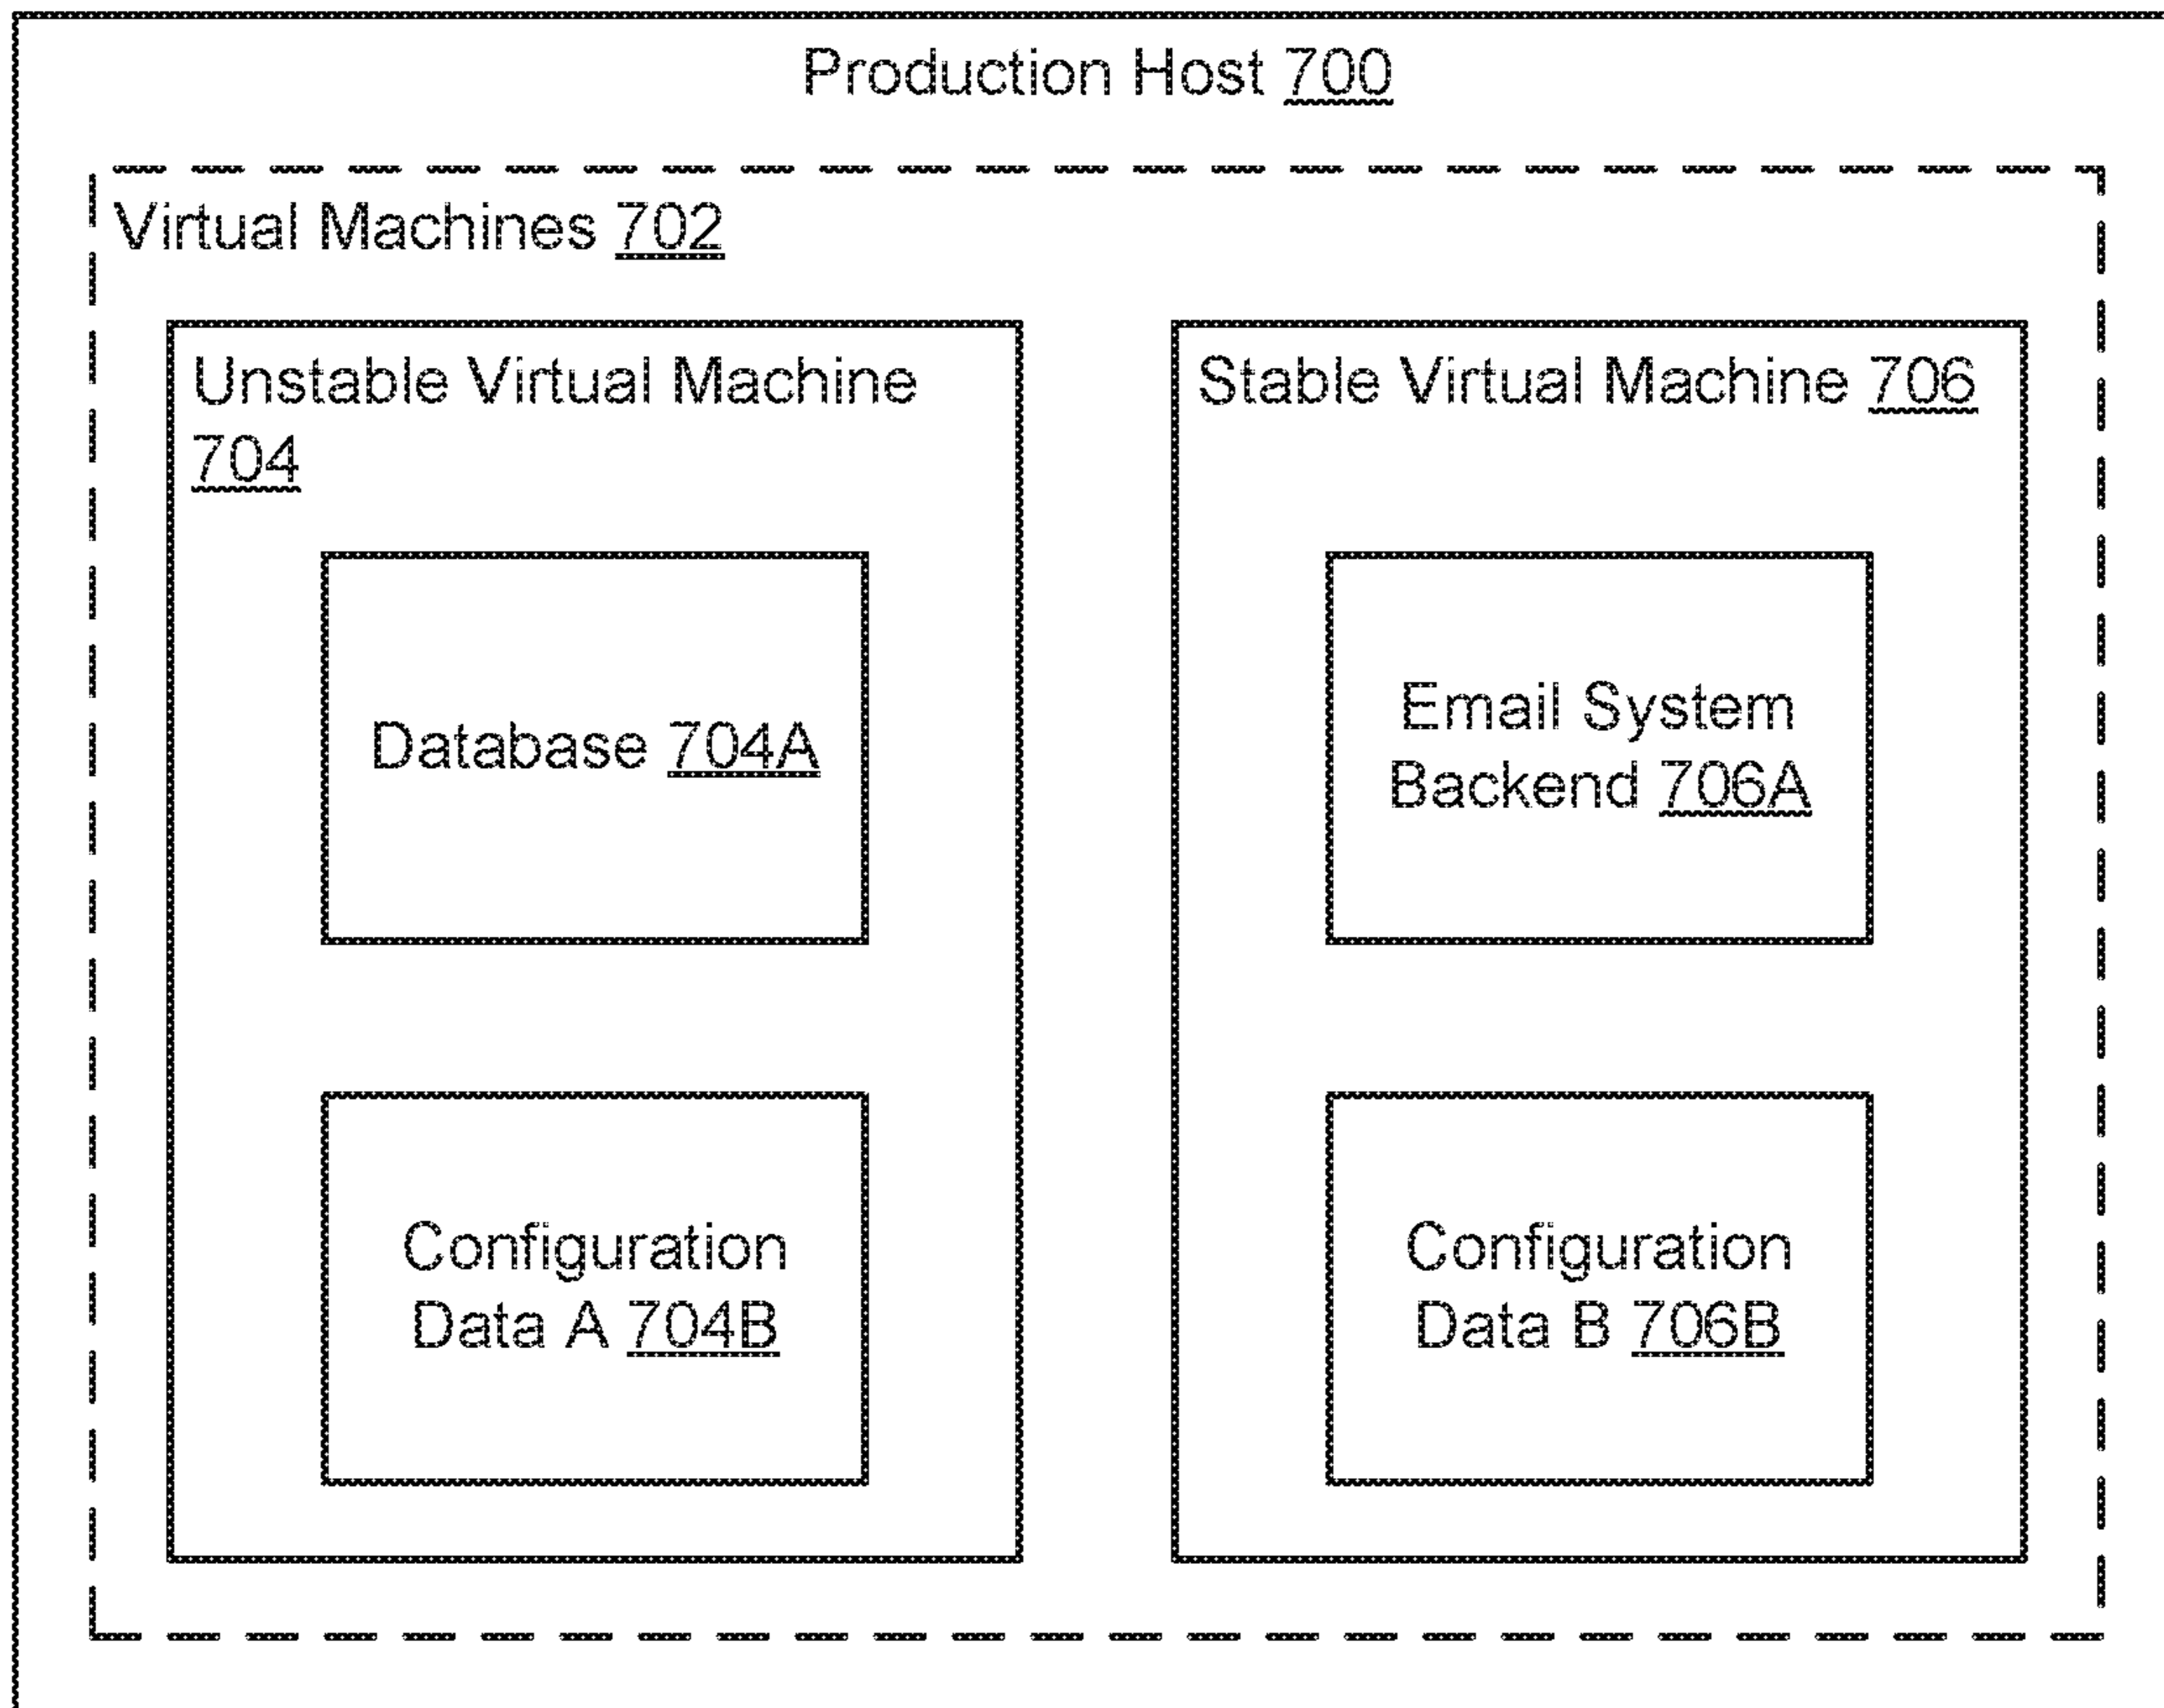 Production Host 700
Virtual Machines 702
Unstable Virtual Machine
704
Database 704A
Configuration
Data A 704B
Stable Virtual Machine 706
Email System
Backend 706A
Configuration
Data B 706B